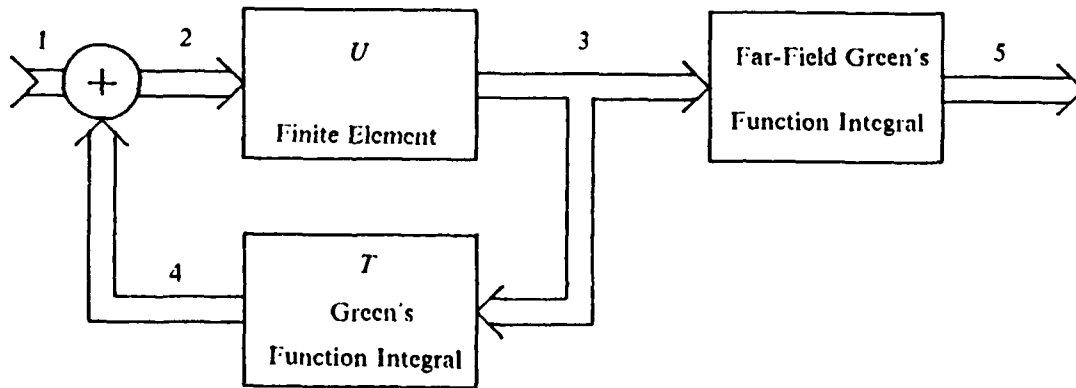 1
2
U
Finite Element
3
Far-Field Green's
Function Integral
5
+
4
T
Green's
Function Integral